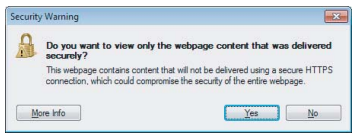 Security Warning
Do you want to view only the webpage content that was delivered
securely?
This webpage contains content that will not be delivered using a secure HTTPS
connection, which could compromise the security of the entire webpage.
More Info
Yes
No